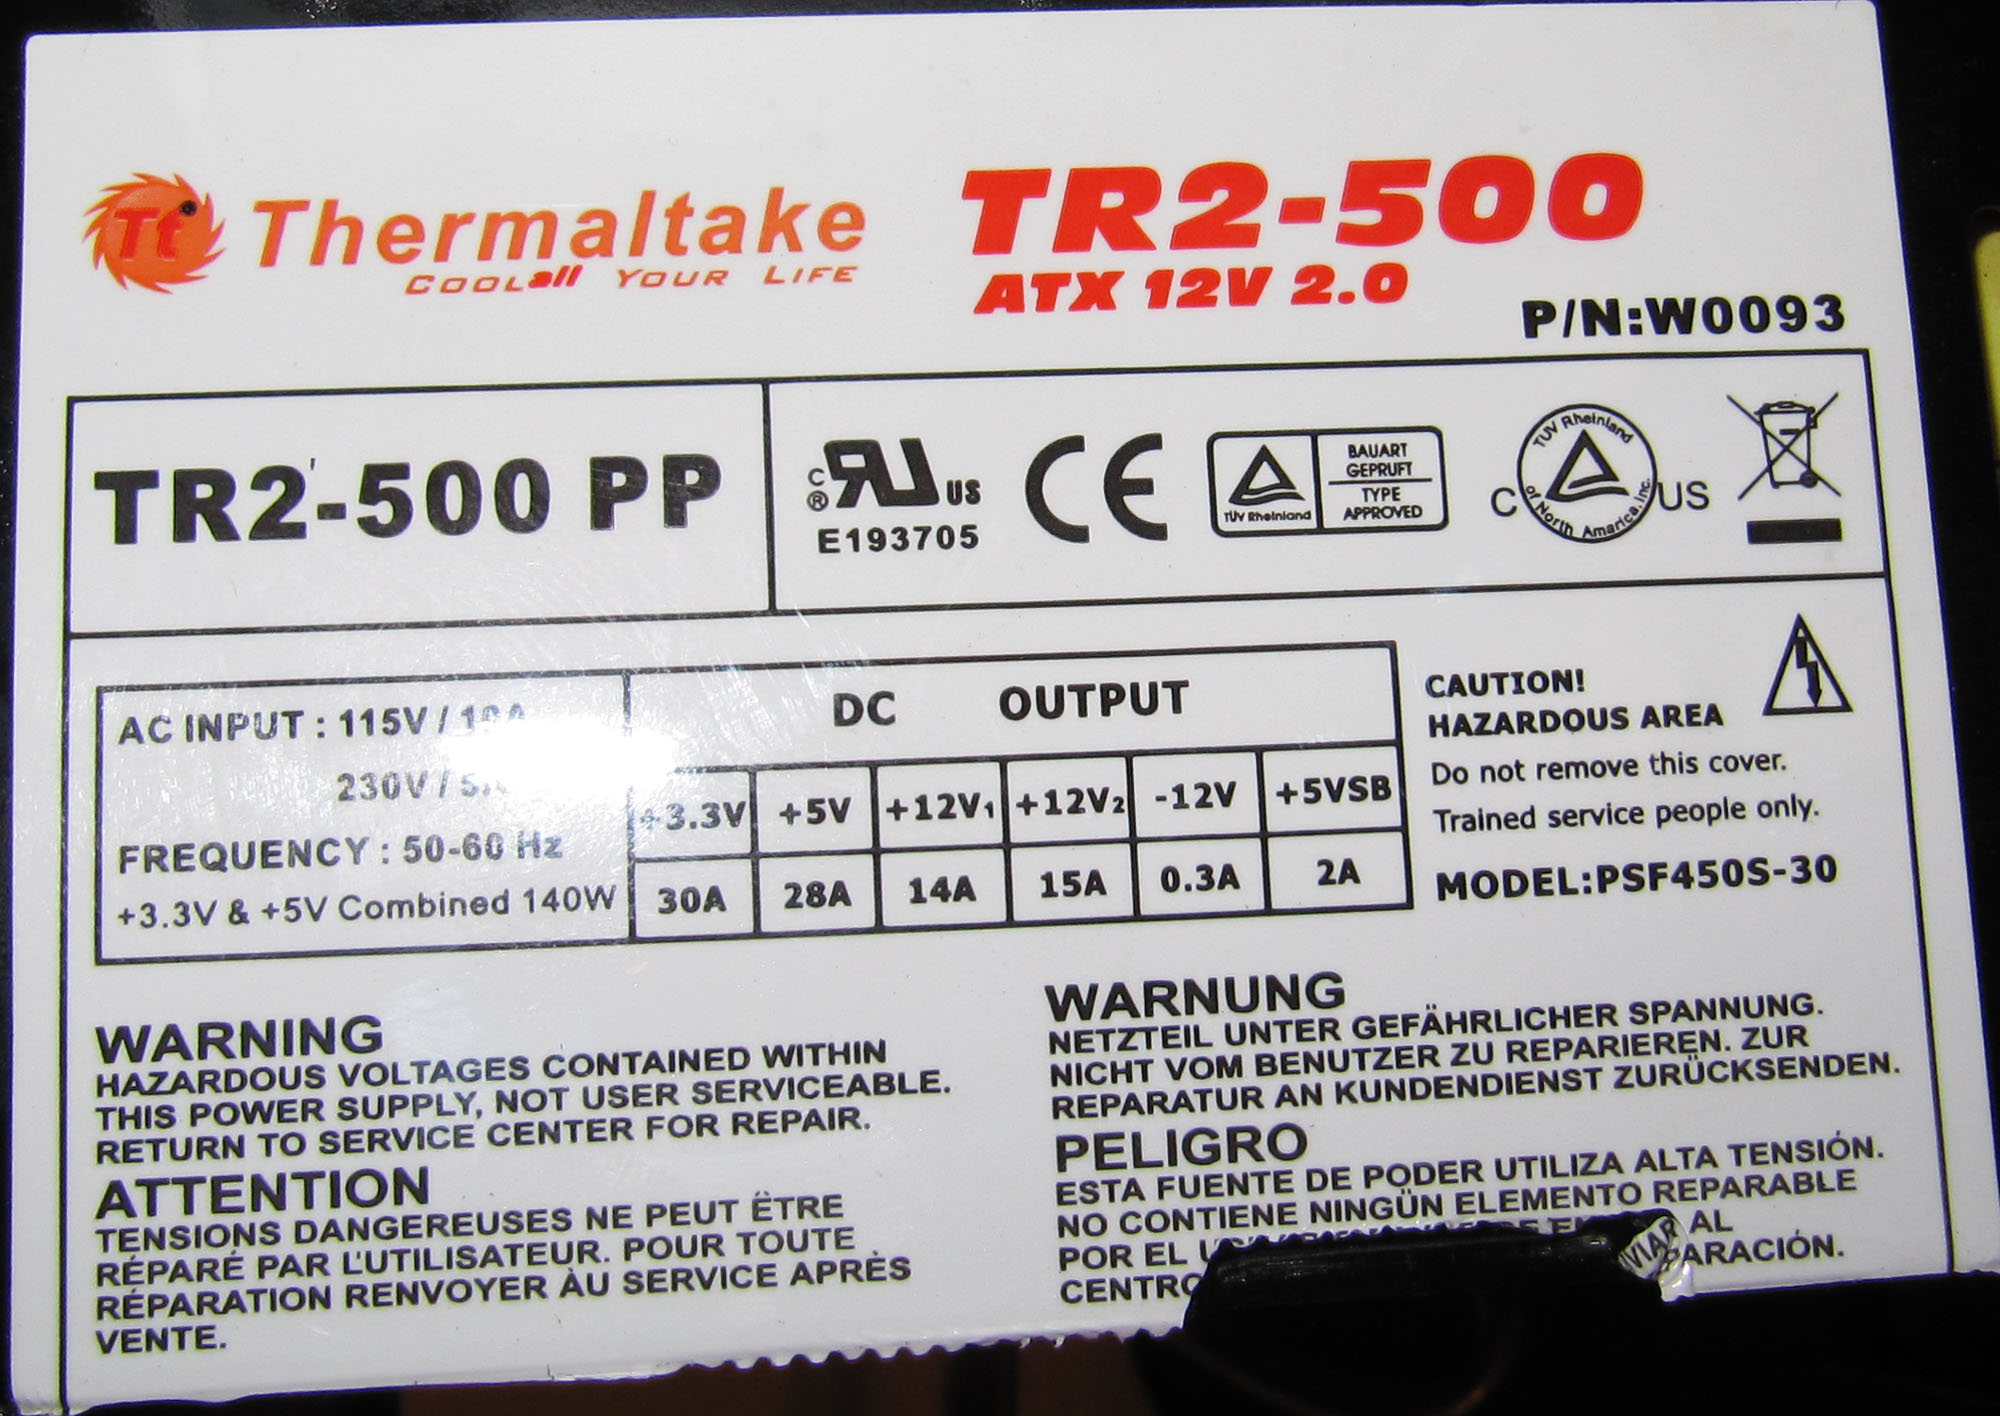 Tt Thermaltake
COOLall YOUR LIFE
TR2-500
ATX 12V 2.0
P/N:W0093
TR2-500 PP
c RU us
®
E193705
CE
TÜV Rheinland
BAUART
GEPRUFT
TYPE
APPROVED
C US
TUV Rheinland
of North Amarica.Inc.
AC INPUT : 115V /
230V /
FREQUENCY : 50-60 Hz
+3.3V & +5V Combined 140W
DC OUTPUT
+3.3V +5V +12V1 +12V2 -12V +5VSB
30A 28A 14A 15A 0.3A 2A
CAUTION!
HAZARDOUS AREA
Do not remove this cover.
Trained service people only.
MODEL:PSF450S-30
WARNING
HAZARDOUS VOLTAGES CONTAINED WITHIN
THIS POWER SUPPLY, NOT USER SERVICEABLE.
RETURN TO SERVICE CENTER FOR REPAIR.
ATTENTION
TENSIONS DANGEREUSES NE PEUT ËTRE
RÉPARÉ PAR L'UTILISATEUR. POUR TOUTE
RÉPARATION RENVOYER ÀU SERVICE APRÈS
VENTE.
WARNUNG
NETZTEIL UNTER GEFÄHRLICHER SPANNUNG.
NICHT VOM BENUTZER ZU REPARIEREN. ZUR
REPARATUR AN KUNDENDIENST ZURÜCKSENDEN.
PELIGRO
ESTA FUENTE DE PODER UTILIZA ALTA TENSIÓN.
NO CONTIENE NINGÜN ELEMENTO REPARABLE
POR EL AL